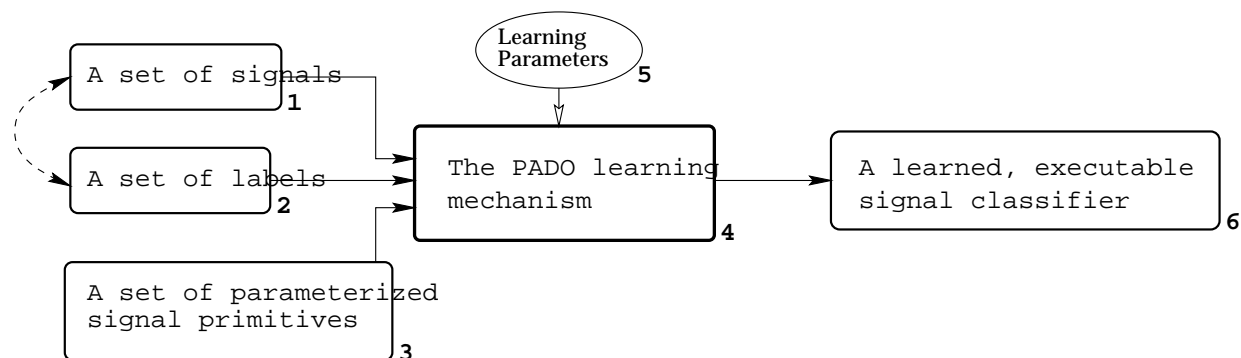 Learning
Parameters
5
A set of signals
1
A set of labels
2
A set of parameterized
signal primitives
3
The PADO learning
mechanism
4
A learned, executable
signal classifier
6